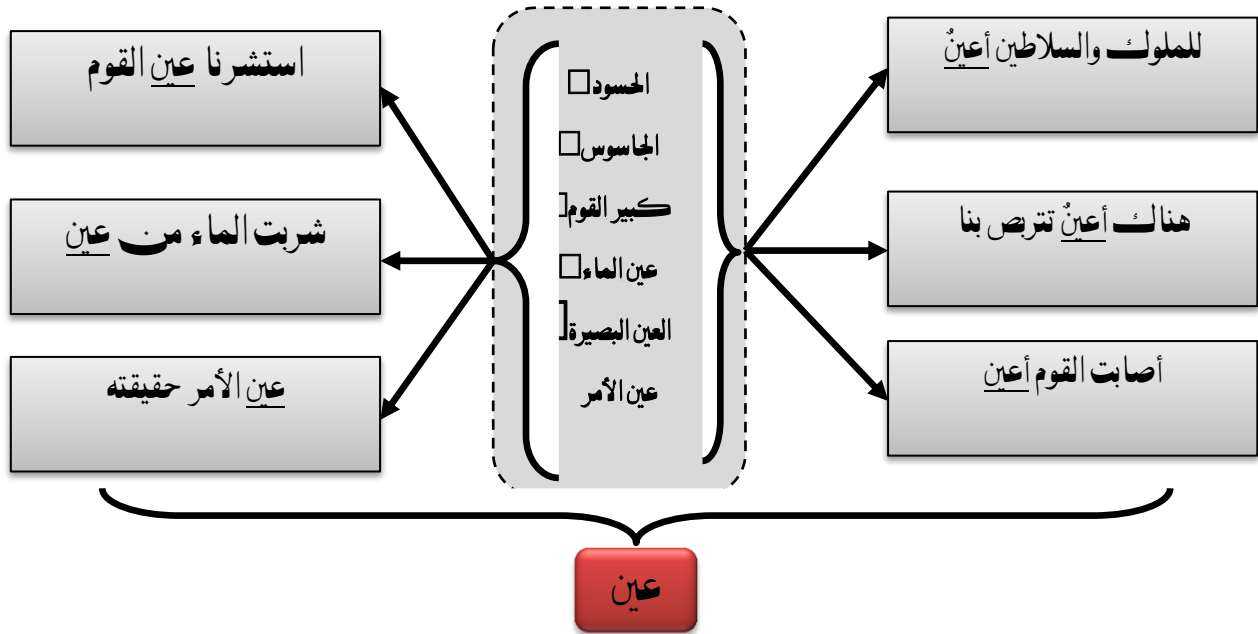 للملوك والسلاطين أعينٌ
هناك أعينٌ تتربص بنا
أصابت القوم أعين
الحسود
الجاسوس
كبير القوم
عين الماء
العين البصيرة
عين الأمر
استشرنا عين القوم
شربت الماء من عين
عين الأمر حقيقته
عين